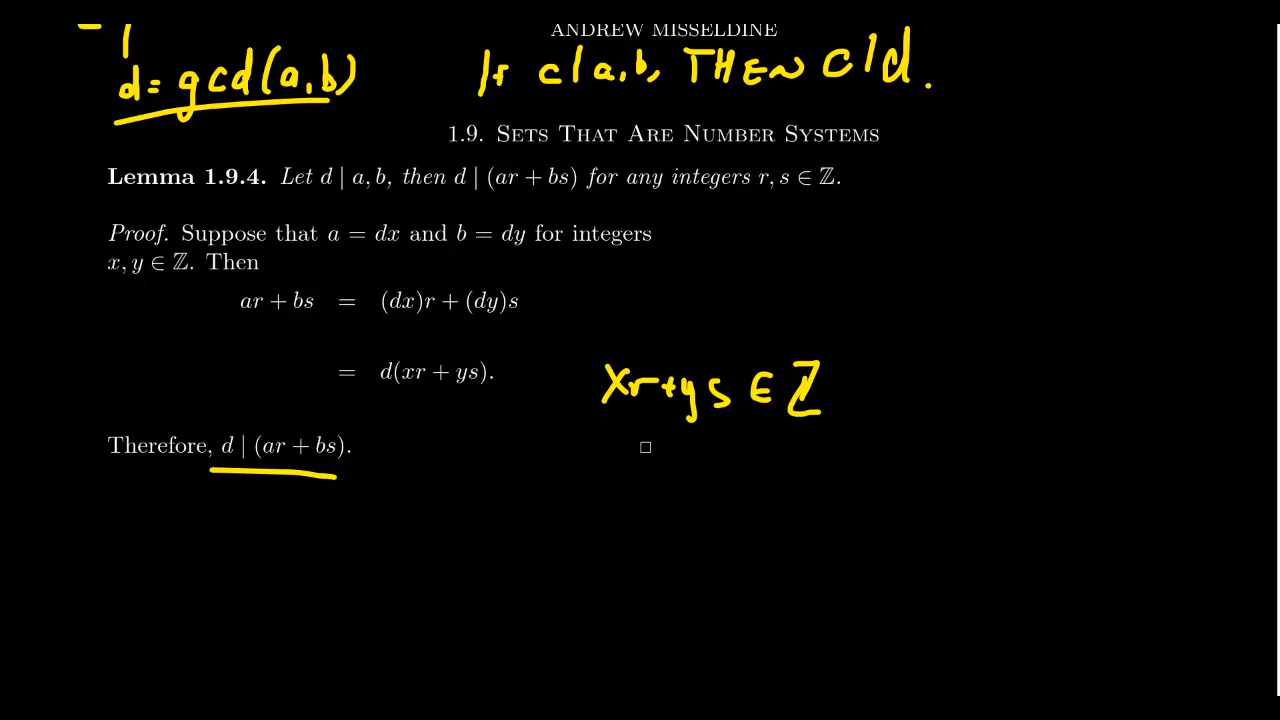 ANDREW MISSELDINE
d = gcd(a,b) If c|a,b, THEN c|d.
1.9. Sets That Are Number Systems
Lemma 1.9.4. Let d | a, b, then d | (ar + bs) for any integers r, s ∈ ℤ.
Proof. Suppose that a = dx and b = dy for integers
x, y ∈ ℤ. Then
ar + bs = (dx)r + (dy)s
= d(xr + ys).
xr+ys ∈ ℤ
Therefore, d | (ar + bs). □